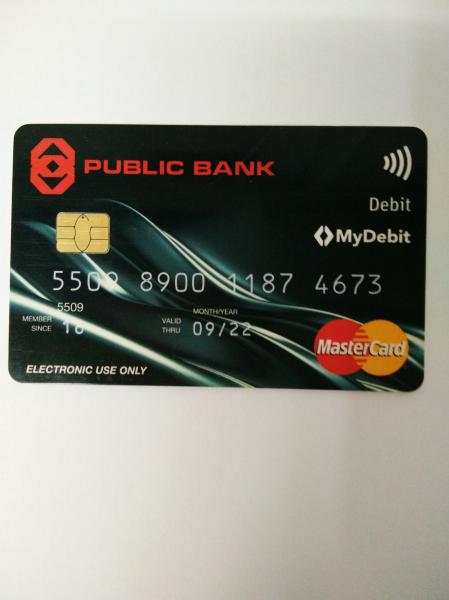 PUBLIC BANK
Debit
MyDebit
5509 8900 1187 4673
5509
MEMBER SINCE
MONTH/YEAR
VALID THRU 09/22
MasterCard
ELECTRONIC USE ONLY